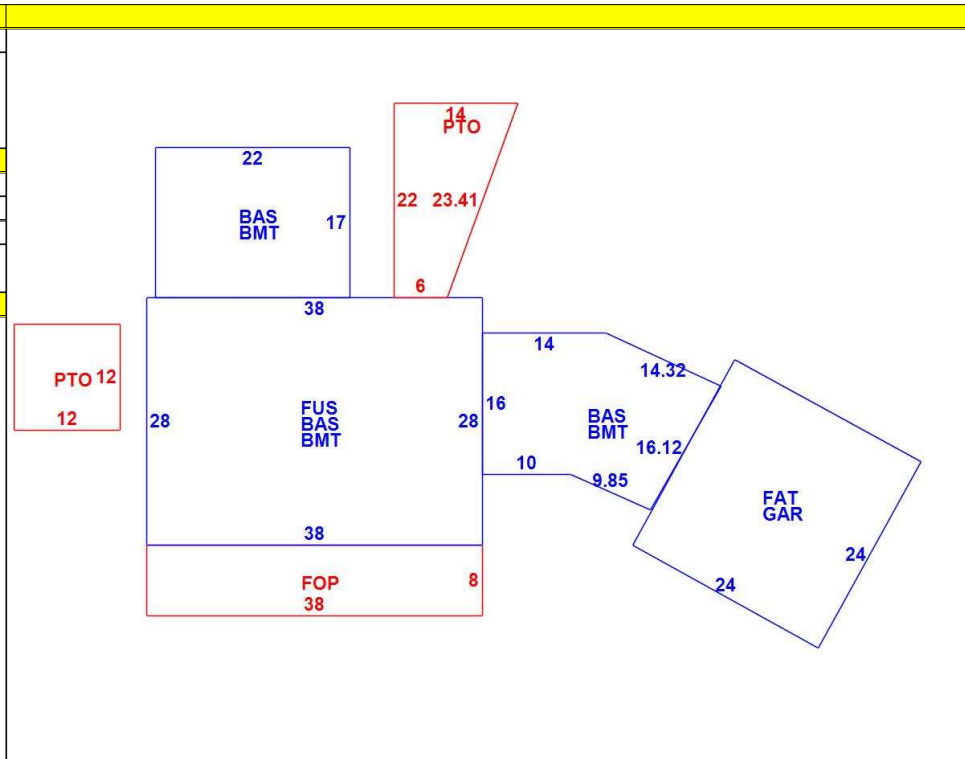 14
PTO
22
22 23.41
BAS
BMT
17
6
38
14
14.32
PTO 12
12
28
FUS
BAS
BMT
28
16
BAS
BMT
16.12
10
9.85
FAT
GAR
24
24
38
FOP
8
38